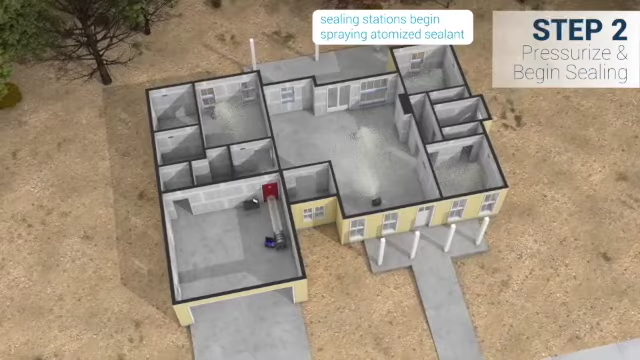 sealing stations begin
spraying atomized sealant
STEP 2
Pressurize &
Begin Sealing